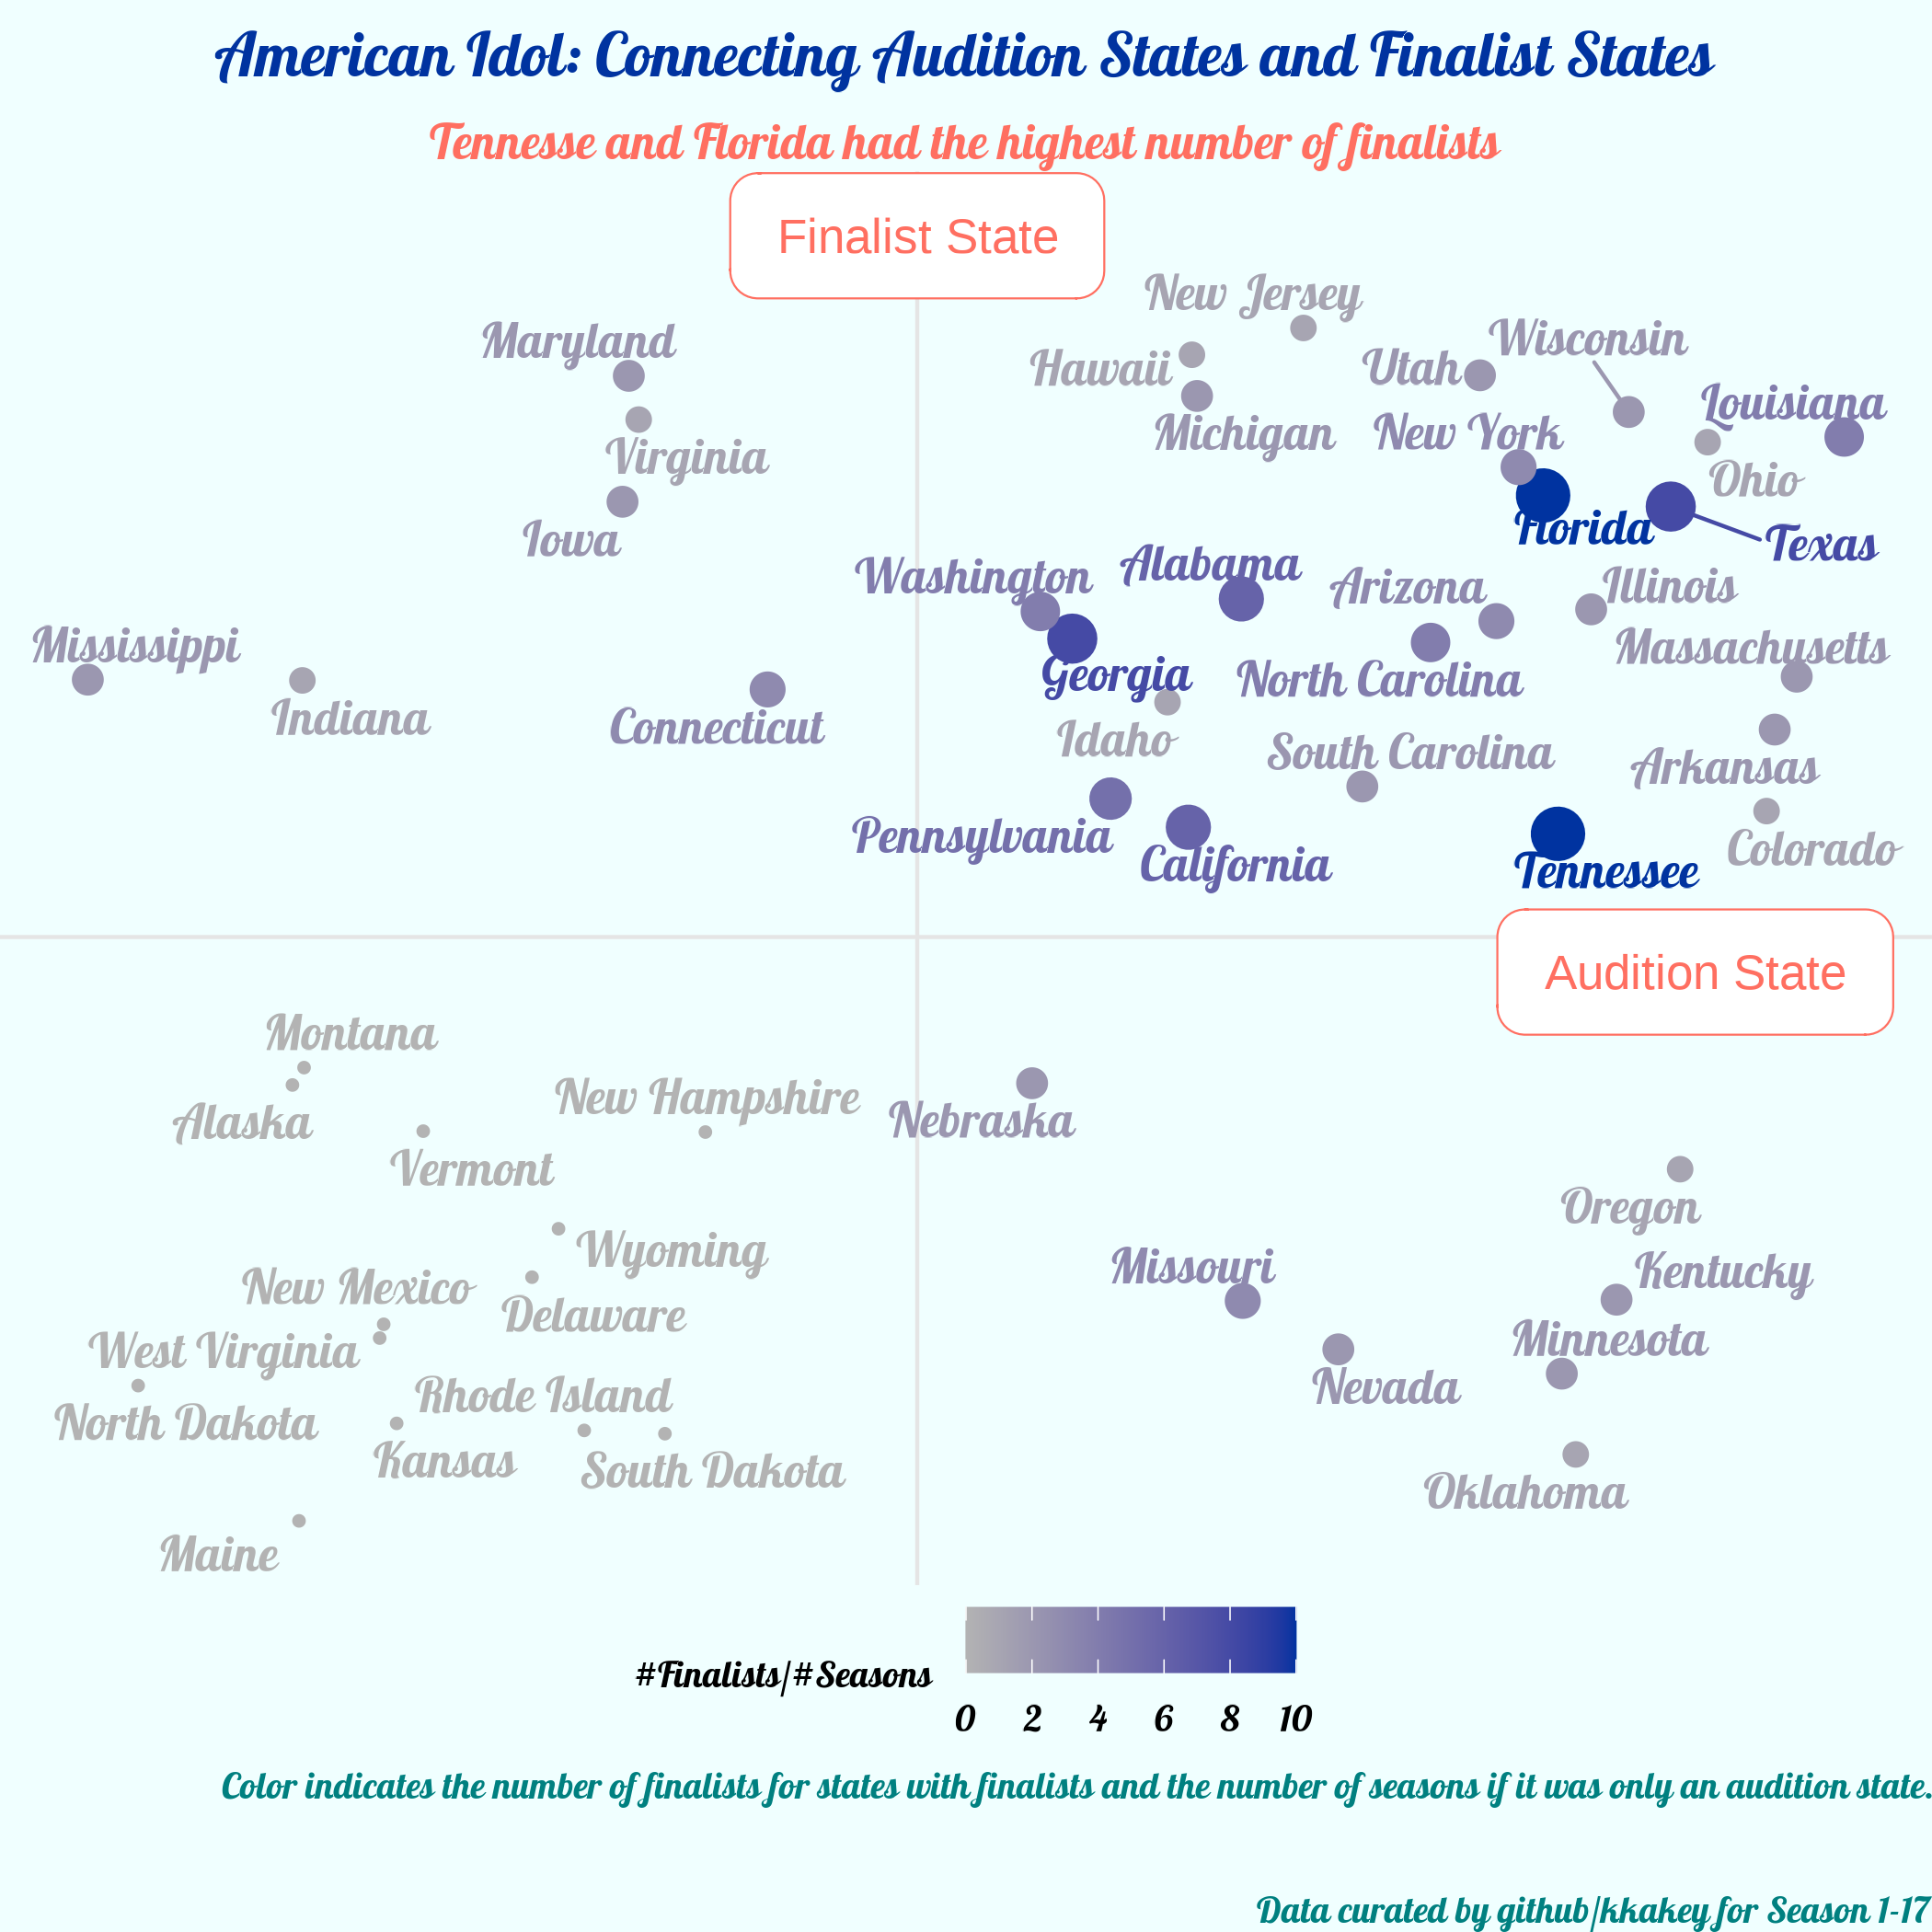 American Idol: Connecting Audition States and Finalist States
Tennesse and Florida had the highest number of finalists
Finalist State
New Jersey
Maryland
Wisconsin
Hawaii
Utah
Louisiana
Michigan
New York
Virginia
Ohio
Iowa
Florida
Texas
Washington
Alabama
Arizona
Illinois
Mississippi
Massachusetts
Georgia
North Carolina
Indiana
Connecticut
Idaho
South Carolina
Arkansas
Pennsylvania
California
Colorado
Tennessee
Audition State
Montana
New Hampshire
Alaska
Nebraska
Vermont
Oregon
Wyoming
Missouri
Kentucky
New Mexico
Delaware
Minnesota
West Virginia
Nevada
Rhode Island
North Dakota
Kansas
South Dakota
Oklahoma
Maine
#Finalists/#Seasons
0 2 4 6 8 10
Color indicates the number of finalists for states with finalists and the number of seasons if it was only an audition state.
Data curated by github/kkakey for Season 1-17